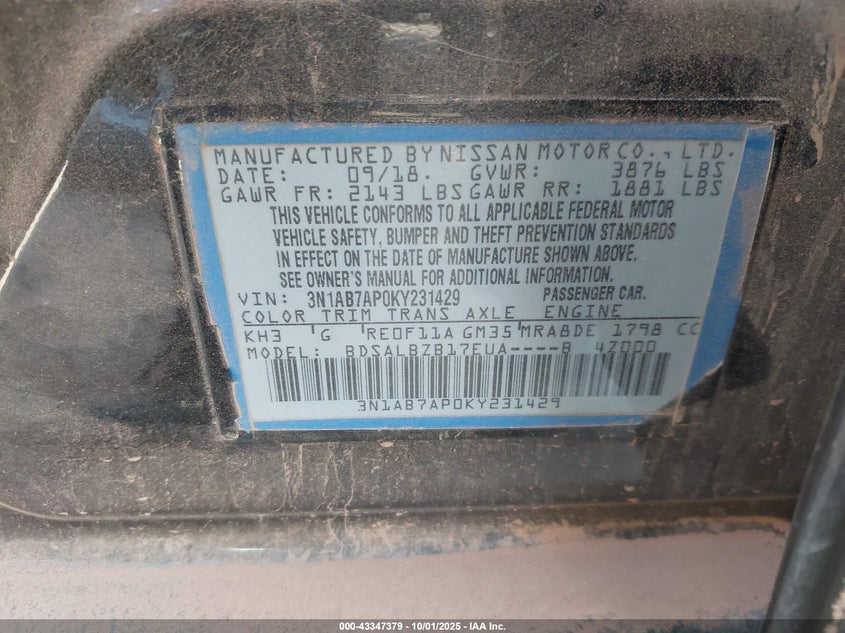 MANUFACTURED BY NISSAN MOTOR CO., LTD.
DATE: 09/18. GVWR: 3876 LBS
GAWR FR: 2143 LBS GAWR RR: 1881 LBS
THIS VEHICLE CONFORMS TO ALL APPLICABLE FEDERAL MOTOR
VEHICLE SAFETY, BUMPER AND THEFT PREVENTION STANDARDS
IN EFFECT ON THE DATE OF MANUFACTURE SHOWN ABOVE.
SEE OWNER'S MANUAL FOR ADDITIONAL INFORMATION.
VIN: 3N1AB7AP0KY231429 PASSENGER CAR.
COLOR TRIM TRANS AXLE ENGINE
KH3 G RE0F11A GM35 MRA8DE 1798 CC
MODEL: BDSALBZB17EUA----B 4Z000
3N1AB7AP0KY231429
000-43347379 - 10/01/2025 - IAA Inc.